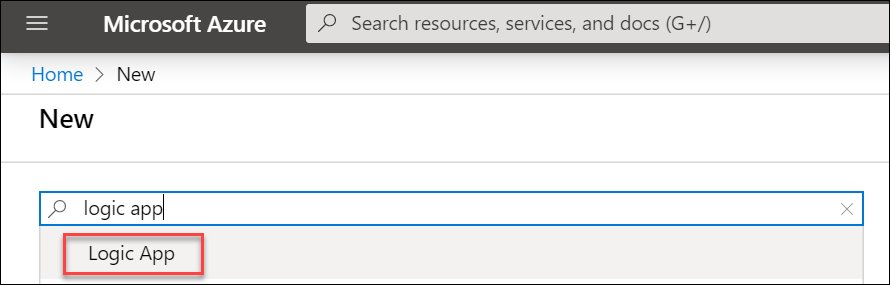 Microsoft Azure
Search resources, services, and docs (G+/)
Home > New
New
logic app
Logic App